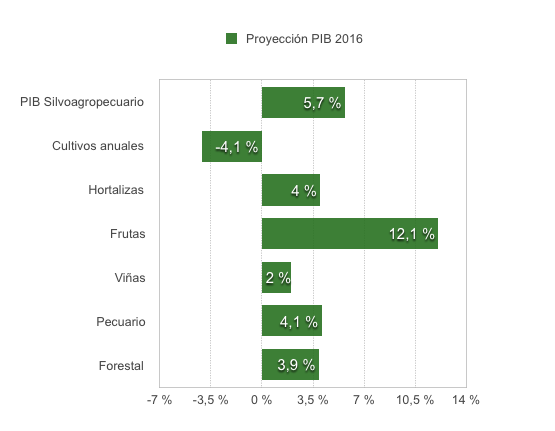 Proyección PIB 2016
PIB Silvoagropecuario 5,7 %
Cultivos anuales -4,1 %
Hortalizas 4 %
Frutas 12,1 %
Viñas 2 %
Pecuario 4,1 %
Forestal 3,9 %
-7 % -3,5 % 0 % 3,5 % 7 % 10,5 % 14 %